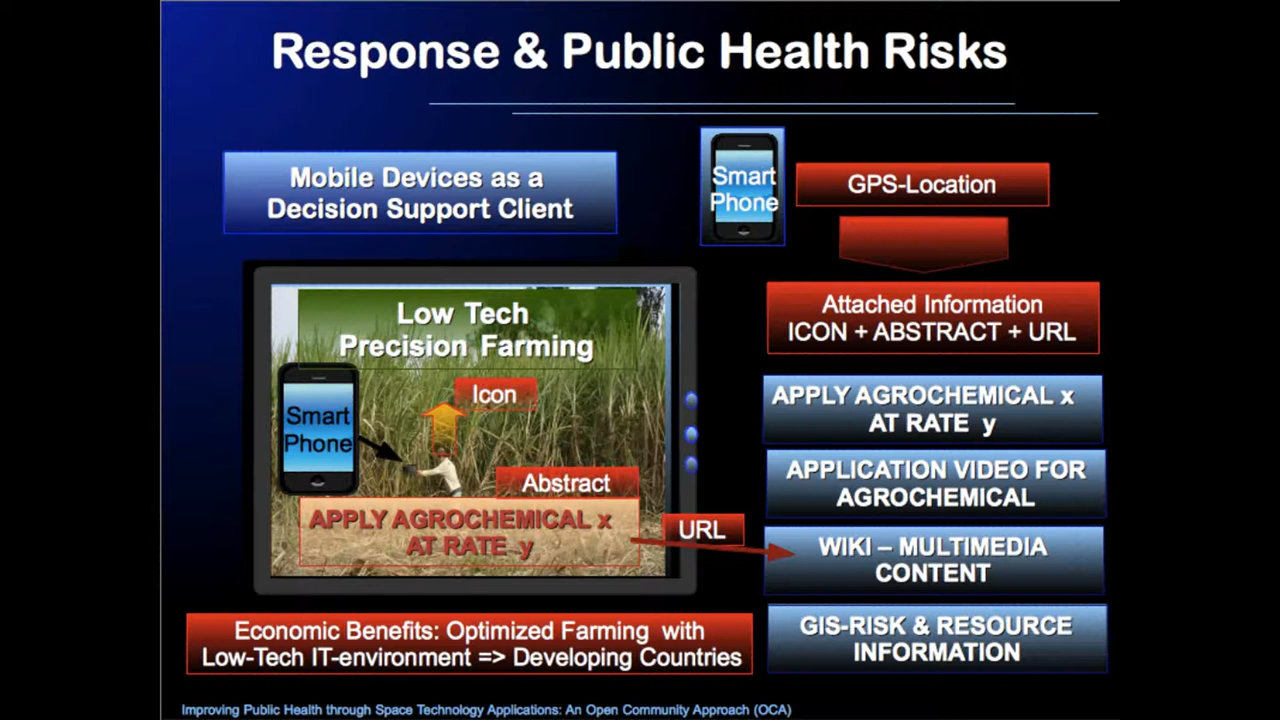 Response & Public Health Risks
Mobile Devices as a
Decision Support Client
Smart
Phone
GPS-Location
Attached Information
ICON + ABSTRACT + URL
Low Tech
Precision Farming
Smart
Phone
Icon
Abstract
APPLY AGROCHEMICAL x
AT RATE y
URL
APPLY AGROCHEMICAL x
AT RATE y
APPLICATION VIDEO FOR
AGROCHEMICAL
WIKI – MULTIMEDIA
CONTENT
GIS-RISK & RESOURCE
INFORMATION
Economic Benefits: Optimized Farming with
Low-Tech IT-environment => Developing Countries
Improving Public Health through Space Technology Applications: An Open Community Approach (OCA)